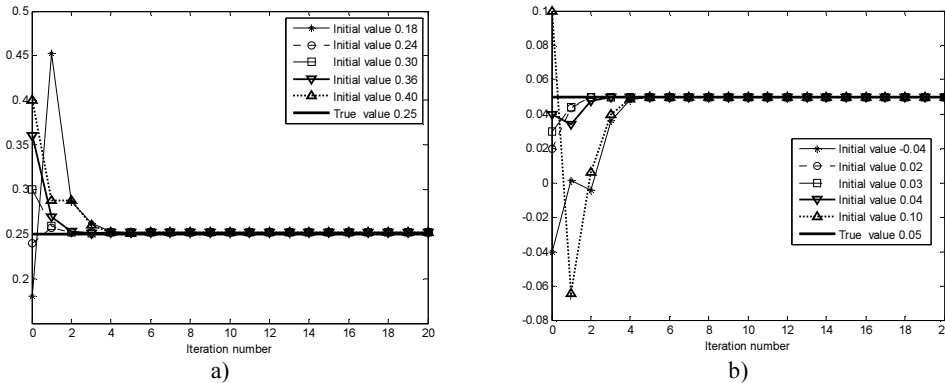 0.5
0.45
0.4
0.35
0.3
0.25
0.2
0 2 4 6 8 10 12 14 16 18 20
Iteration number
Initial value 0.18
Initial value 0.24
Initial value 0.30
Initial value 0.36
Initial value 0.40
True value 0.25
a)
0.1
0.08
0.06
0.04
0.02
0
-0.02
-0.04
-0.06
-0.08
0 2 4 6 8 10 12 14 16 18 20
Iteration number
Initial value -0.04
Initial value 0.02
Initial value 0.03
Initial value 0.04
Initial value 0.10
True value 0.05
b)